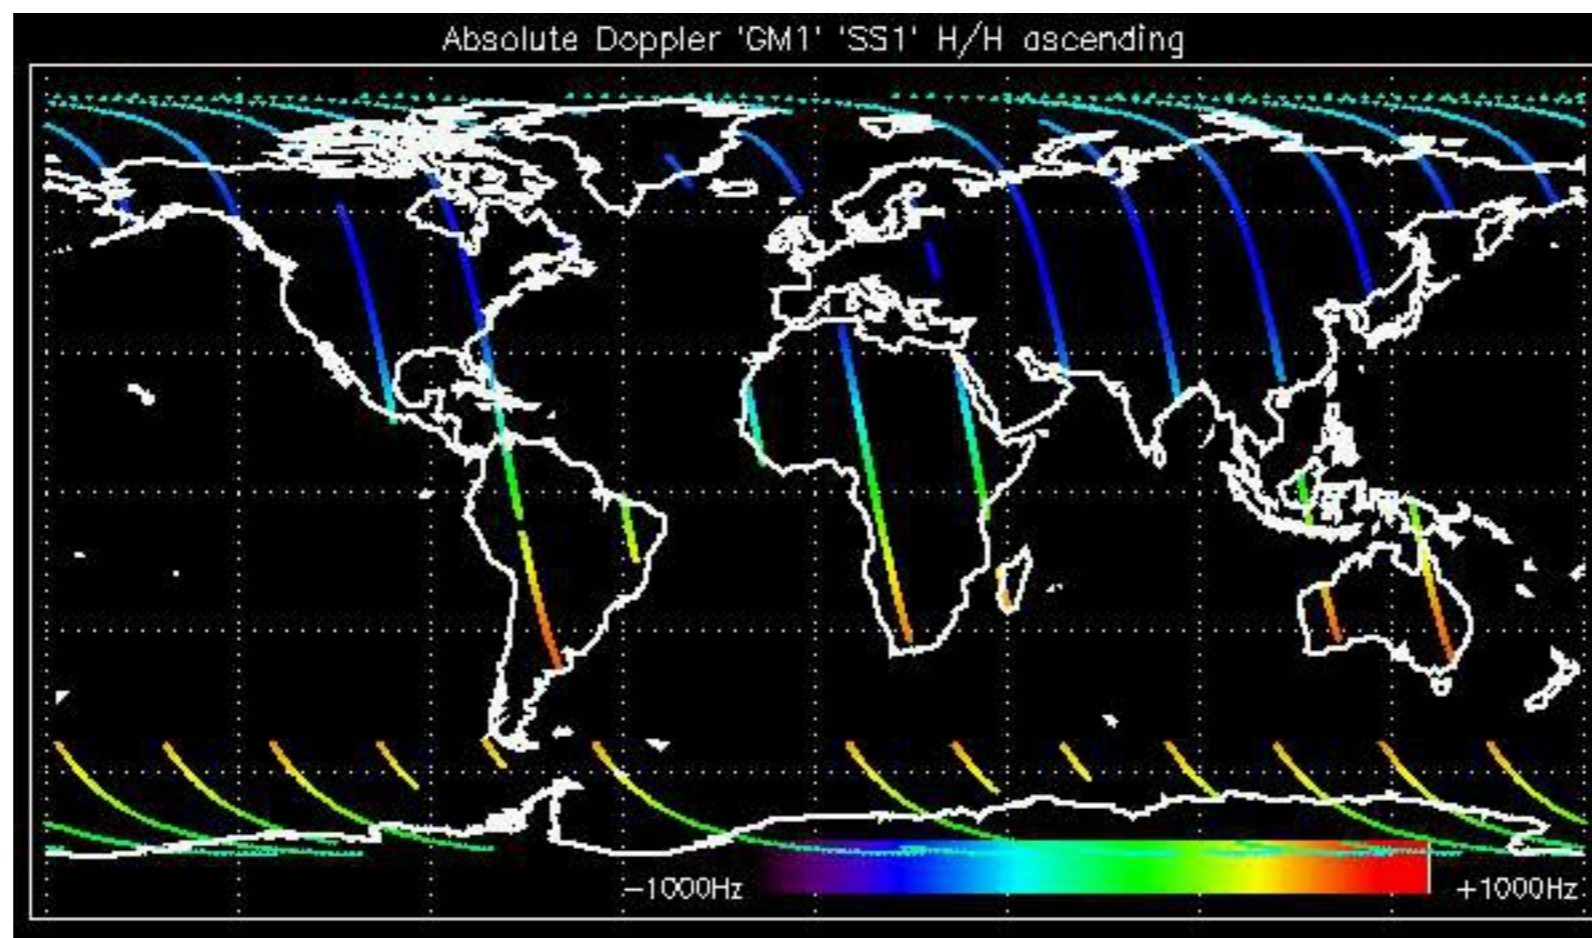 Absolute Doppler 'GM1' 'SS1' H/H ascending
−1000Hz
+1000Hz